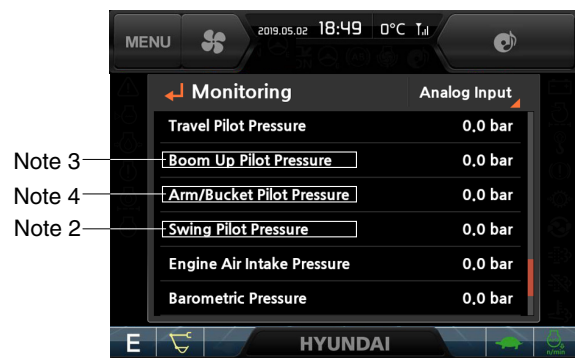 MENU 2019.05.02 18:49 0°C
Monitoring Analog Input
Travel Pilot Pressure 0.0 bar
Note 3 Boom Up Pilot Pressure 0.0 bar
Note 4 Arm/Bucket Pilot Pressure 0.0 bar
Note 2 Swing Pilot Pressure 0.0 bar
Engine Air Intake Pressure 0.0 bar
Barometric Pressure 0.0 bar
E HYUNDAI n/min